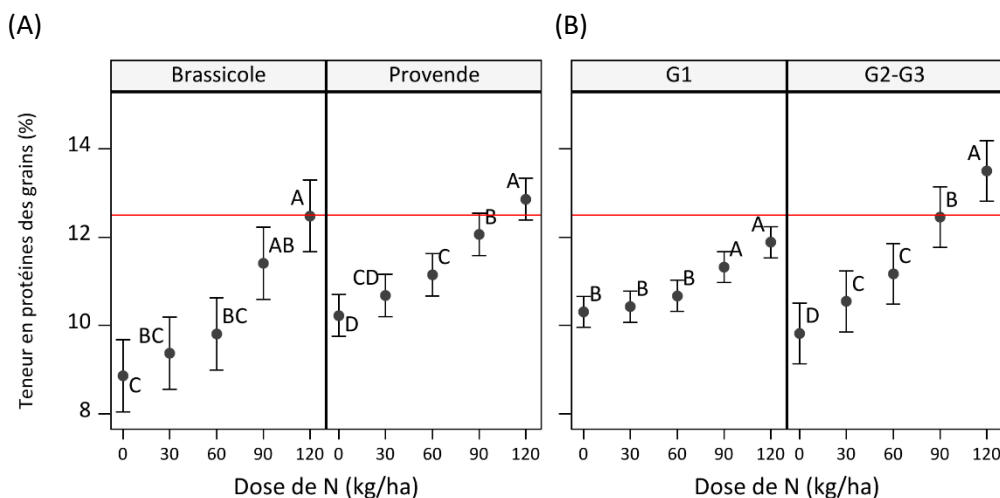 (A)
(B)
Brassicole Provende G1 G2-G3
Teneur en protéines des grains (%)
14
12
10
8
C BC BC AB A
D CD C B A
B B B A A
D C C B A
0 30 60 90 120 0 30 60 90 120 0 30 60 90 120 0 30 60 90 120
Dose de N (kg/ha) Dose de N (kg/ha)